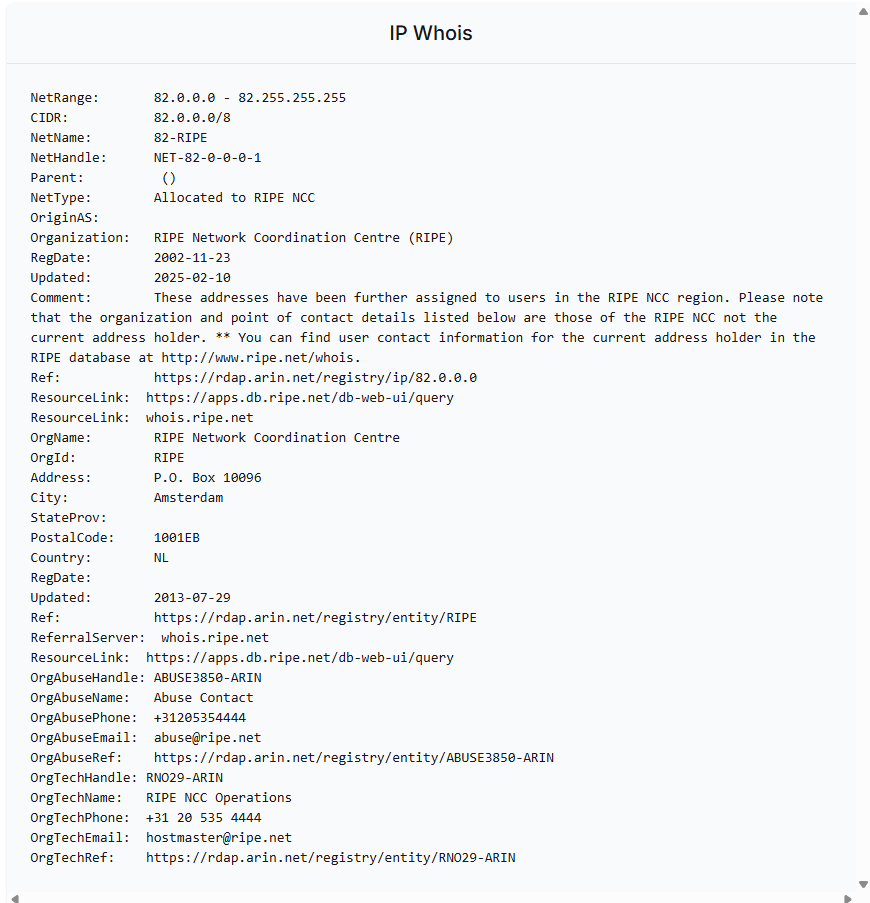 IP Whois
NetRange:       82.0.0.0 - 82.255.255.255
CIDR:           82.0.0.0/8
NetName:        82-RIPE
NetHandle:      NET-82-0-0-0-1
Parent:          ()
NetType:        Allocated to RIPE NCC
OriginAS:
Organization:   RIPE Network Coordination Centre (RIPE)
RegDate:        2002-11-23
Updated:        2025-02-10
Comment:        These addresses have been further assigned to users in the RIPE NCC region. Please note
that the organization and point of contact details listed below are those of the RIPE NCC not the
current address holder. ** You can find user contact information for the current address holder in the
RIPE database at http://www.ripe.net/whois.
Ref:            https://rdap.arin.net/registry/ip/82.0.0.0
ResourceLink:  https://apps.db.ripe.net/db-web-ui/query
ResourceLink:  whois.ripe.net
OrgName:        RIPE Network Coordination Centre
OrgId:          RIPE
Address:        P.O. Box 10096
City:           Amsterdam
StateProv:
PostalCode:     1001EB
Country:        NL
RegDate:
Updated:        2013-07-29
Ref:            https://rdap.arin.net/registry/entity/RIPE
ReferralServer:  whois.ripe.net
ResourceLink:  https://apps.db.ripe.net/db-web-ui/query
OrgAbuseHandle: ABUSE3850-ARIN
OrgAbuseName:   Abuse Contact
OrgAbusePhone:  +31205354444
OrgAbuseEmail:  abuse@ripe.net
OrgAbuseRef:    https://rdap.arin.net/registry/entity/ABUSE3850-ARIN
OrgTechHandle: RNO29-ARIN
OrgTechName:   RIPE NCC Operations
OrgTechPhone:  +31 20 535 4444
OrgTechEmail:  hostmaster@ripe.net
OrgTechRef:    https://rdap.arin.net/registry/entity/RNO29-ARIN